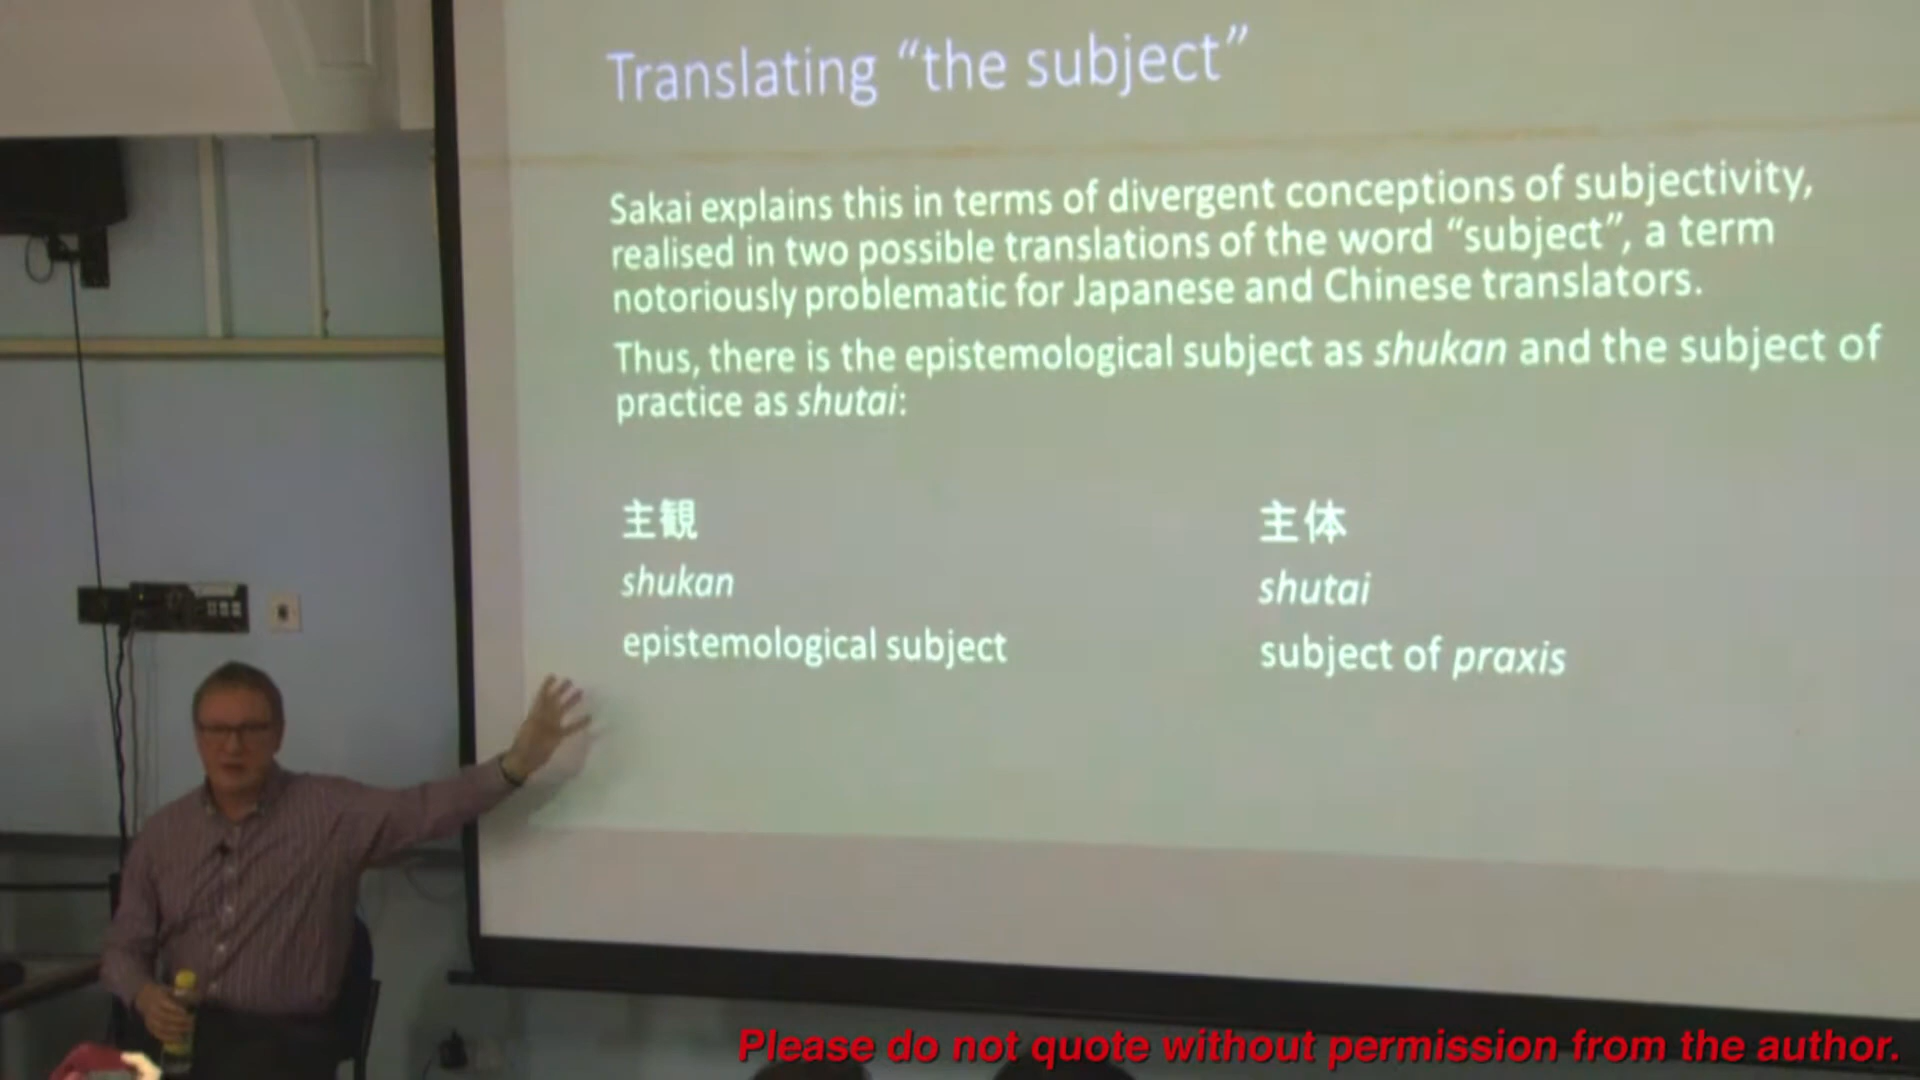 Translating “the subject”
Sakai explains this in terms of divergent conceptions of subjectivity,
realised in two possible translations of the word “subject”, a term
notoriously problematic for Japanese and Chinese translators.
Thus, there is the epistemological subject as shukan and the subject of
practice as shutai:
主観
shukan
epistemological subject
主体
shutai
subject of praxis
Please do not quote without permission from the author.